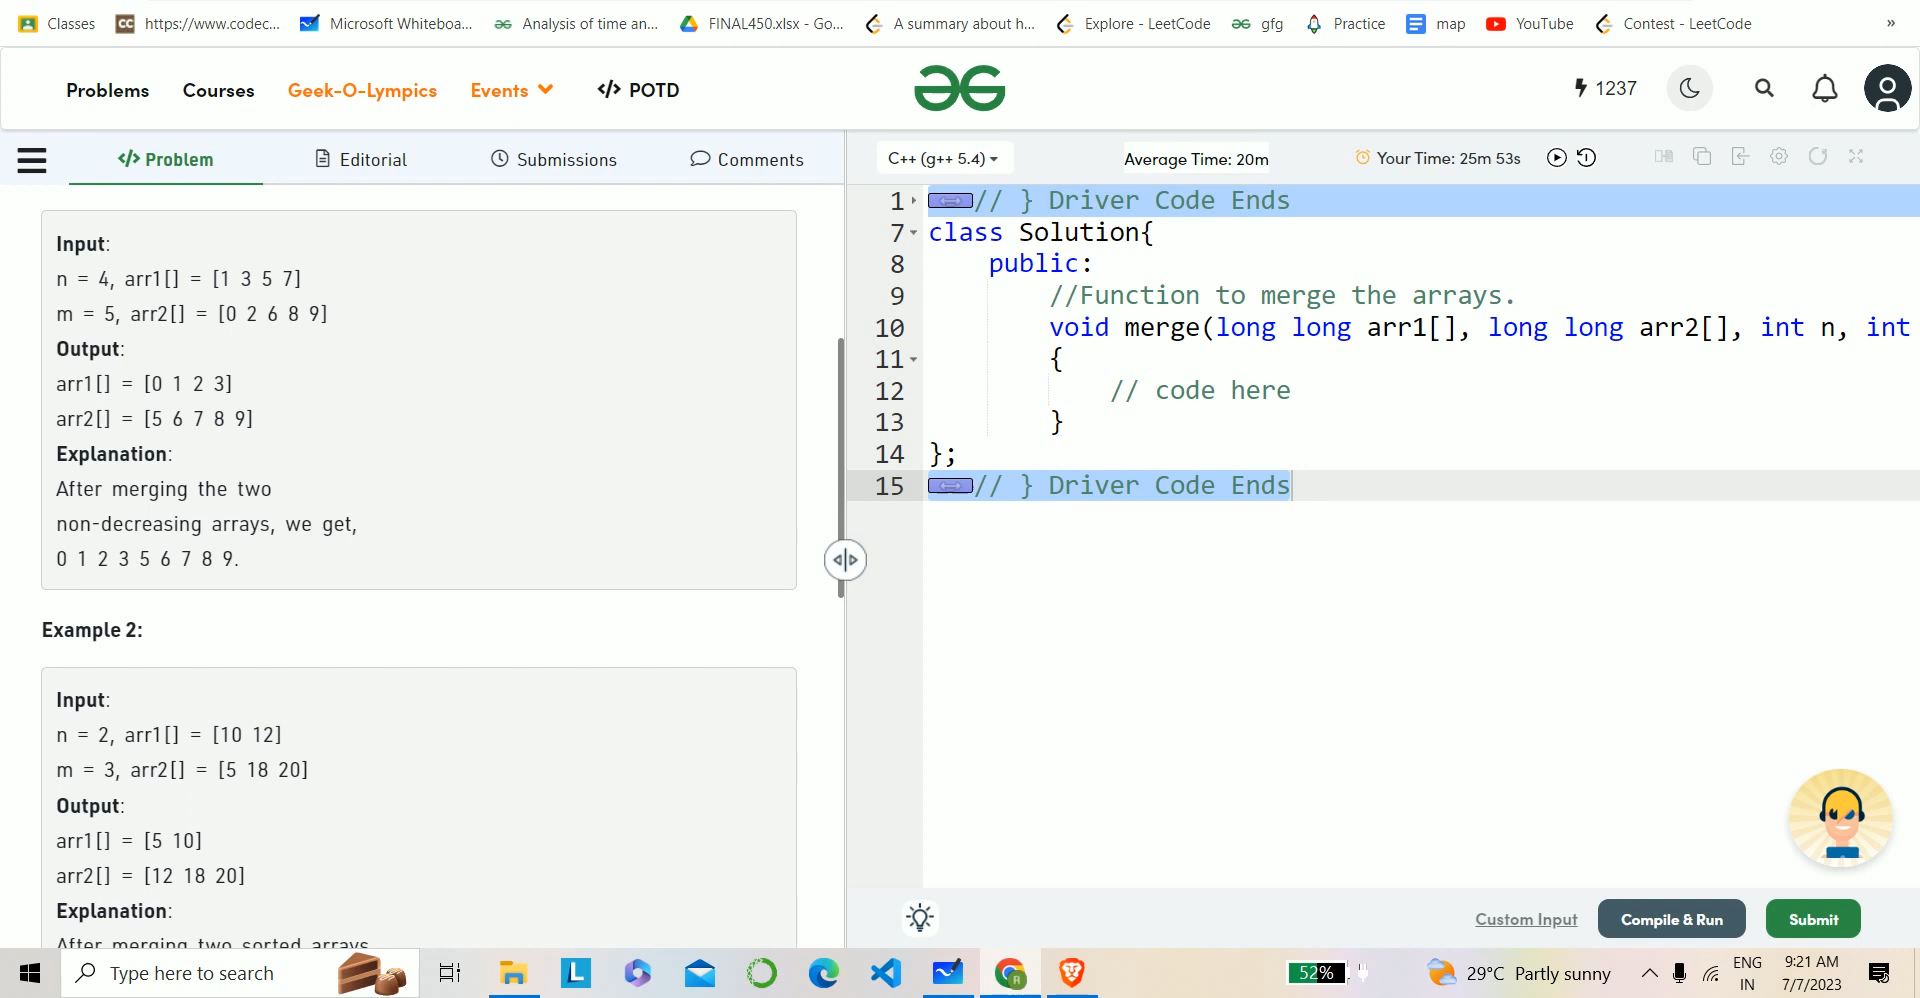 Classes https://www.codec... Microsoft Whiteboa... Analysis of time an... FINAL450.xlsx - Go... A summary about h... Explore - LeetCode gfg Practice map YouTube Contest - LeetCode »
Problems Courses Geek-O-Lympics Events </> POTD 1237
</> Problem Editorial Submissions Comments
C++ (g++ 5.4) Average Time: 20m Your Time: 25m 53s
Input:
n = 4, arr1[] = [1 3 5 7]
m = 5, arr2[] = [0 2 6 8 9]
Output:
arr1[] = [0 1 2 3]
arr2[] = [5 6 7 8 9]
Explanation:
After merging the two
non-decreasing arrays, we get,
0 1 2 3 5 6 7 8 9.
Example 2:
Input:
n = 2, arr1[] = [10 12]
m = 3, arr2[] = [5 18 20]
Output:
arr1[] = [5 10]
arr2[] = [12 18 20]
Explanation:
After merging two sorted arrays
1 // } Driver Code Ends
7 class Solution{
8 public:
9 //Function to merge the arrays.
10 void merge(long long arr1[], long long arr2[], int n, int
11 {
12 // code here
13 }
14 };
15 // } Driver Code Ends
Custom Input Compile & Run Submit
Type here to search 52% 29°C Partly sunny ENG IN 9:21 AM 7/7/2023